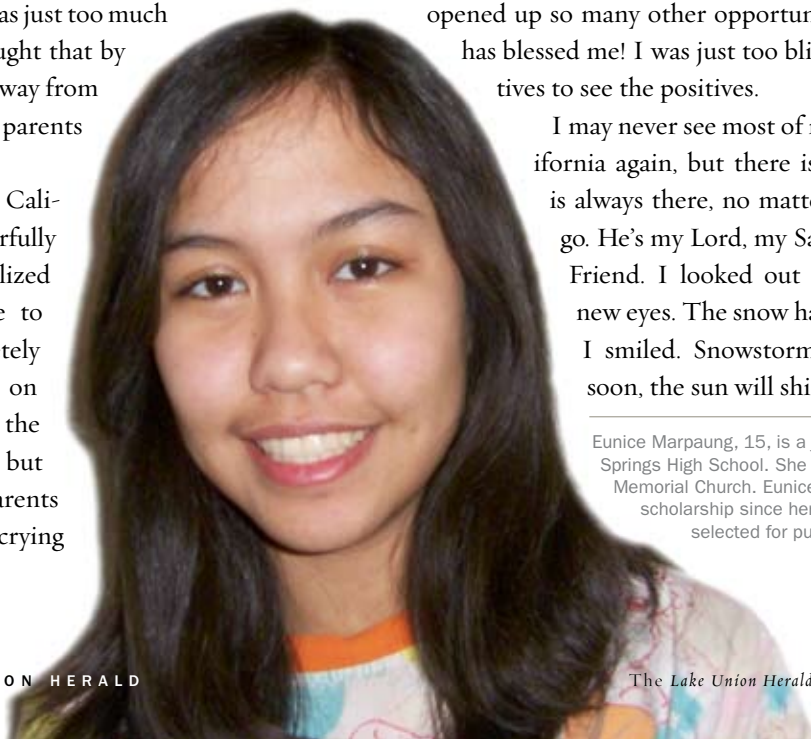 as just too much
ught that by
way from
parents
Cali-
rfully
lized
e to
tely
on
the
but
arents
crying
opened up so many other opportun
has blessed me! I was just too bli
tives to see the positives.
I may never see most of
ifornia again, but there is
is always there, no matte
go. He’s my Lord, my Sa
Friend. I looked out
new eyes. The snow ha
I smiled. Snowstorm
soon, the sun will shi
Eunice Marpaung, 15, is a
Springs High School. She
Memorial Church. Eunice
scholarship since her
selected for pu
ON HERALD
The Lake Union Herald